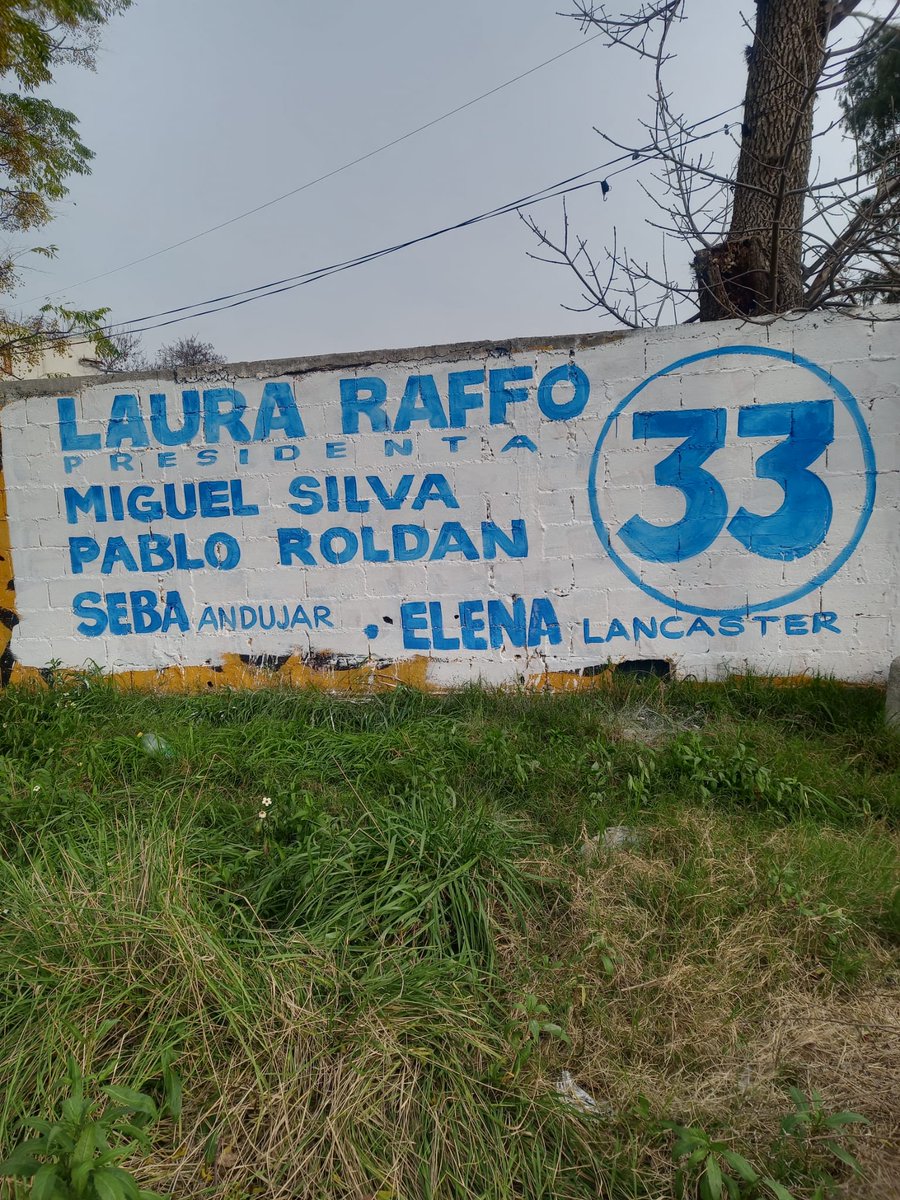 LAURA RAFFO
PRESIDENTA
MIGUEL SILVA
PABLO ROLDAN
SEBA ANDUJAR . ELENA LANCASTER
33